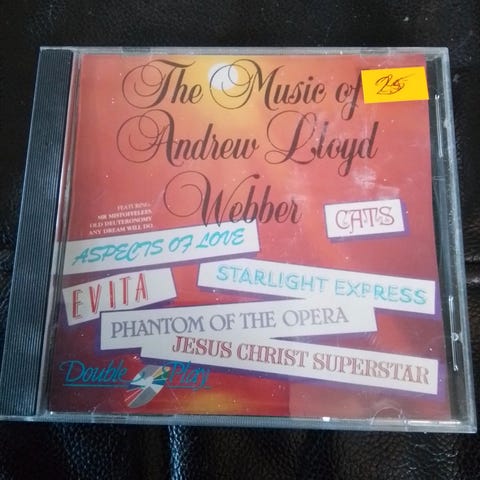 The Music of
Andrew Lloyd
Webber
25
FEATURING:
MR MISTOFFELEES
OLD DEUTERONOMY
ANY DREAM WILL DO
CATS
ASPECTS OF LOVE
STARLIGHT EXPRESS
EVITA
PHANTOM OF THE OPERA
JESUS CHRIST SUPERSTAR
Double Play